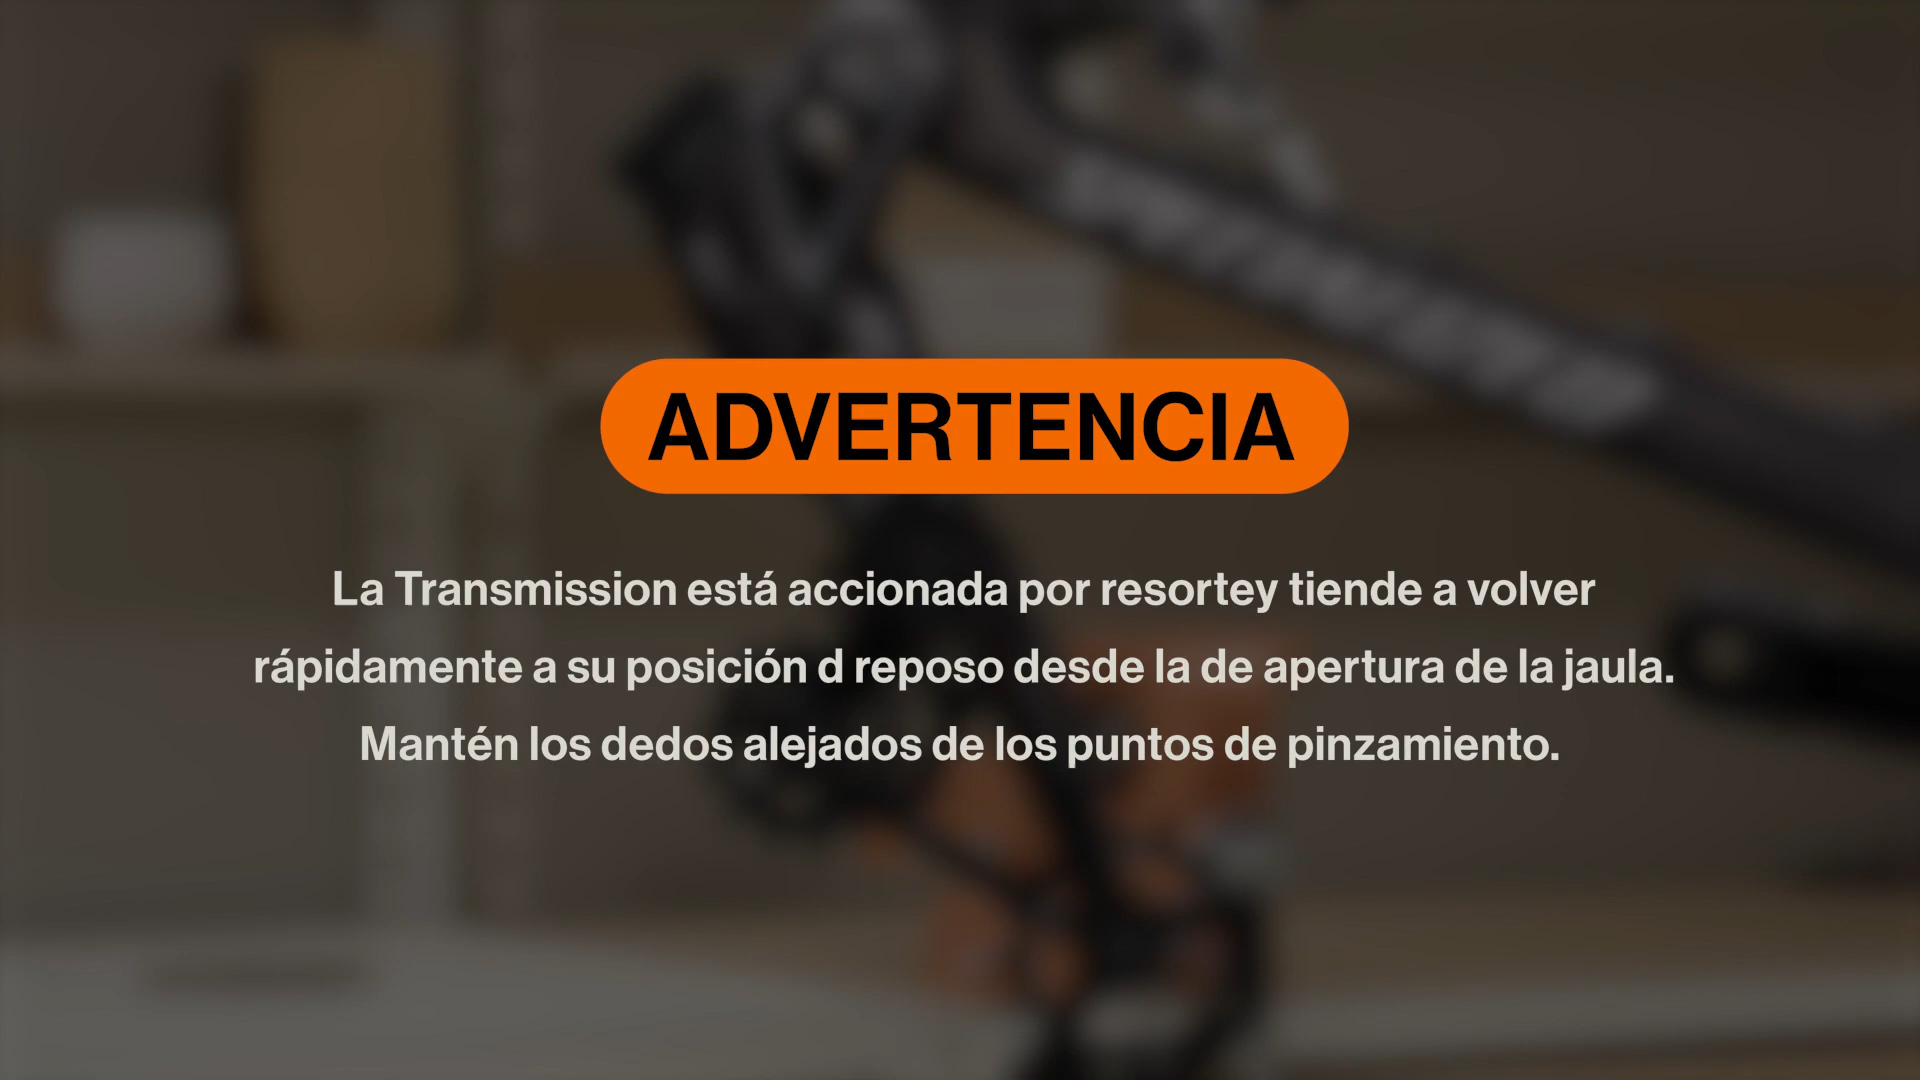 ADVERTENCIA
La Transmission está accionada por resortey tiende a volver
rápidamente a su posición d reposo desde la de apertura de la jaula.
Mantén los dedos alejados de los puntos de pinzamiento.